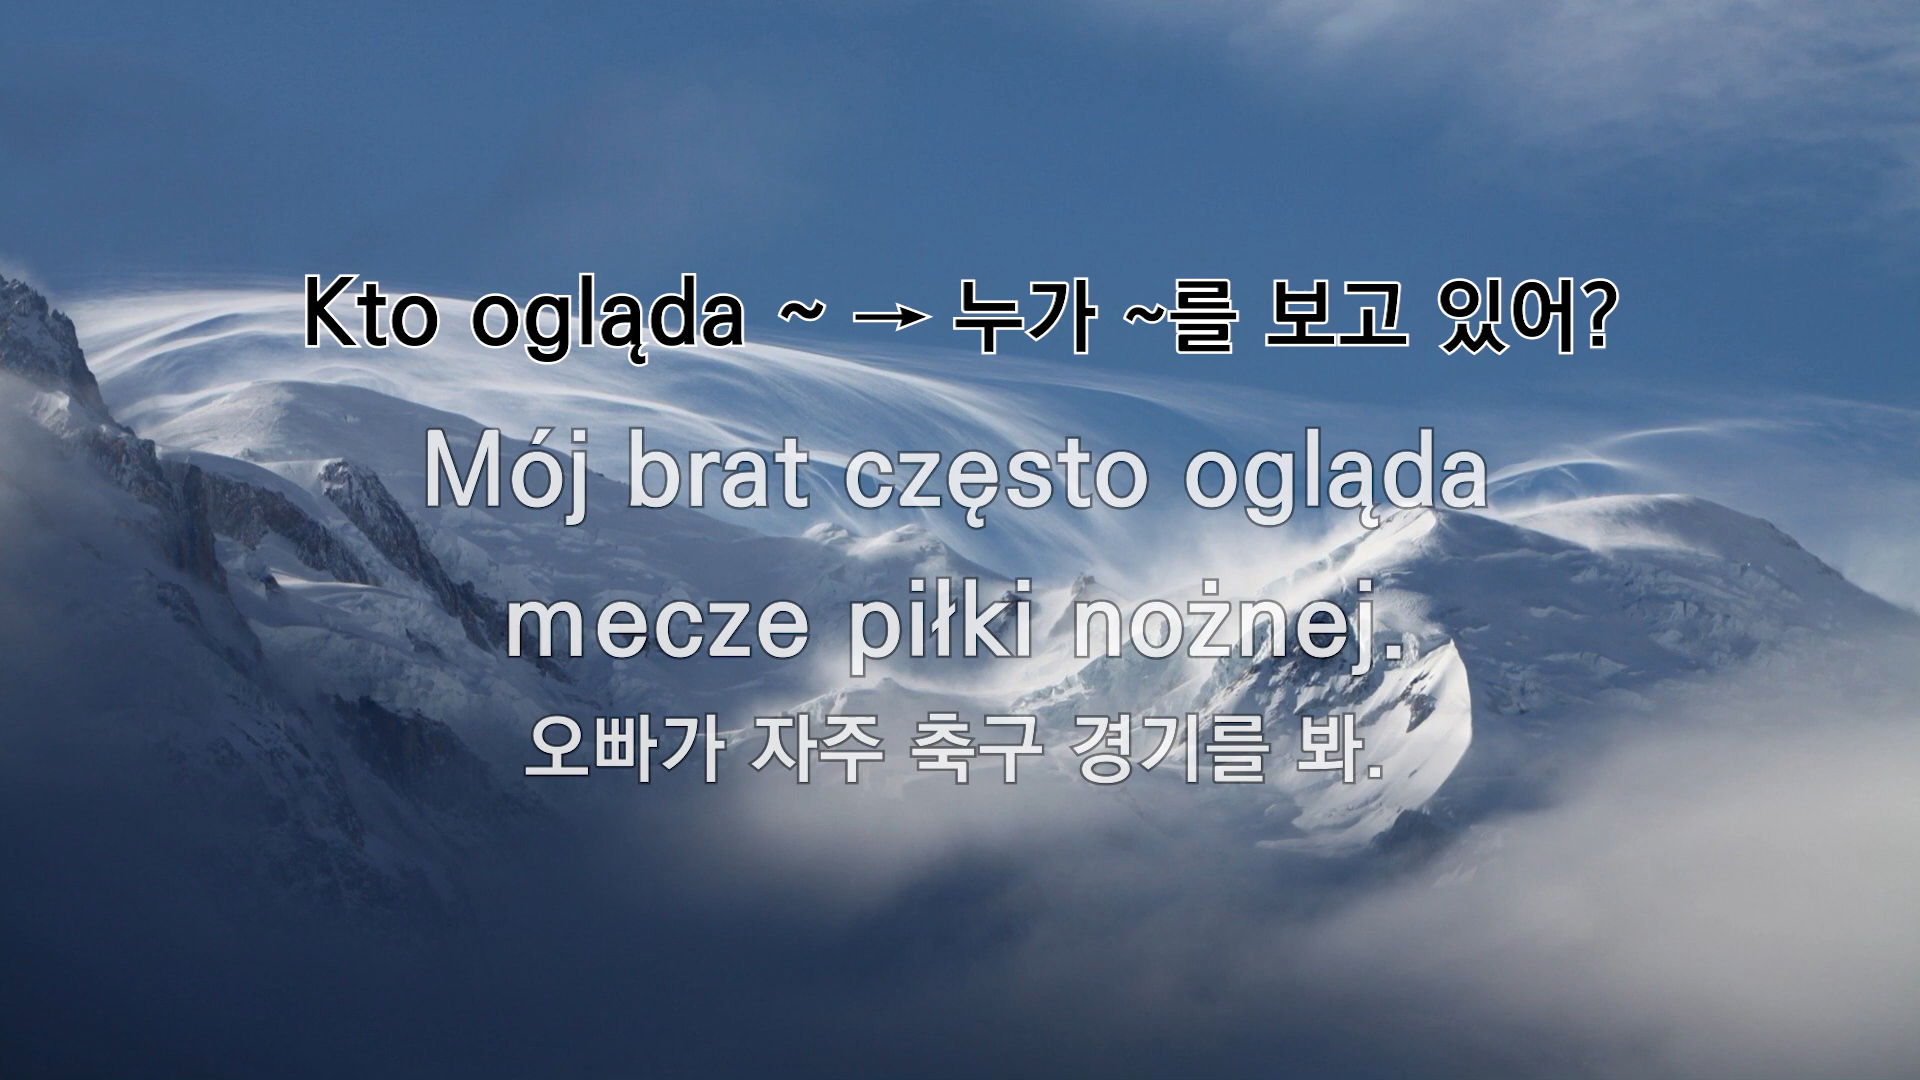 Kto ogląda ~ → 누가 ~를 보고 있어?
Mój brat często ogląda
mecze piłki nożnej.
오빠가 자주 축구 경기를 봐.